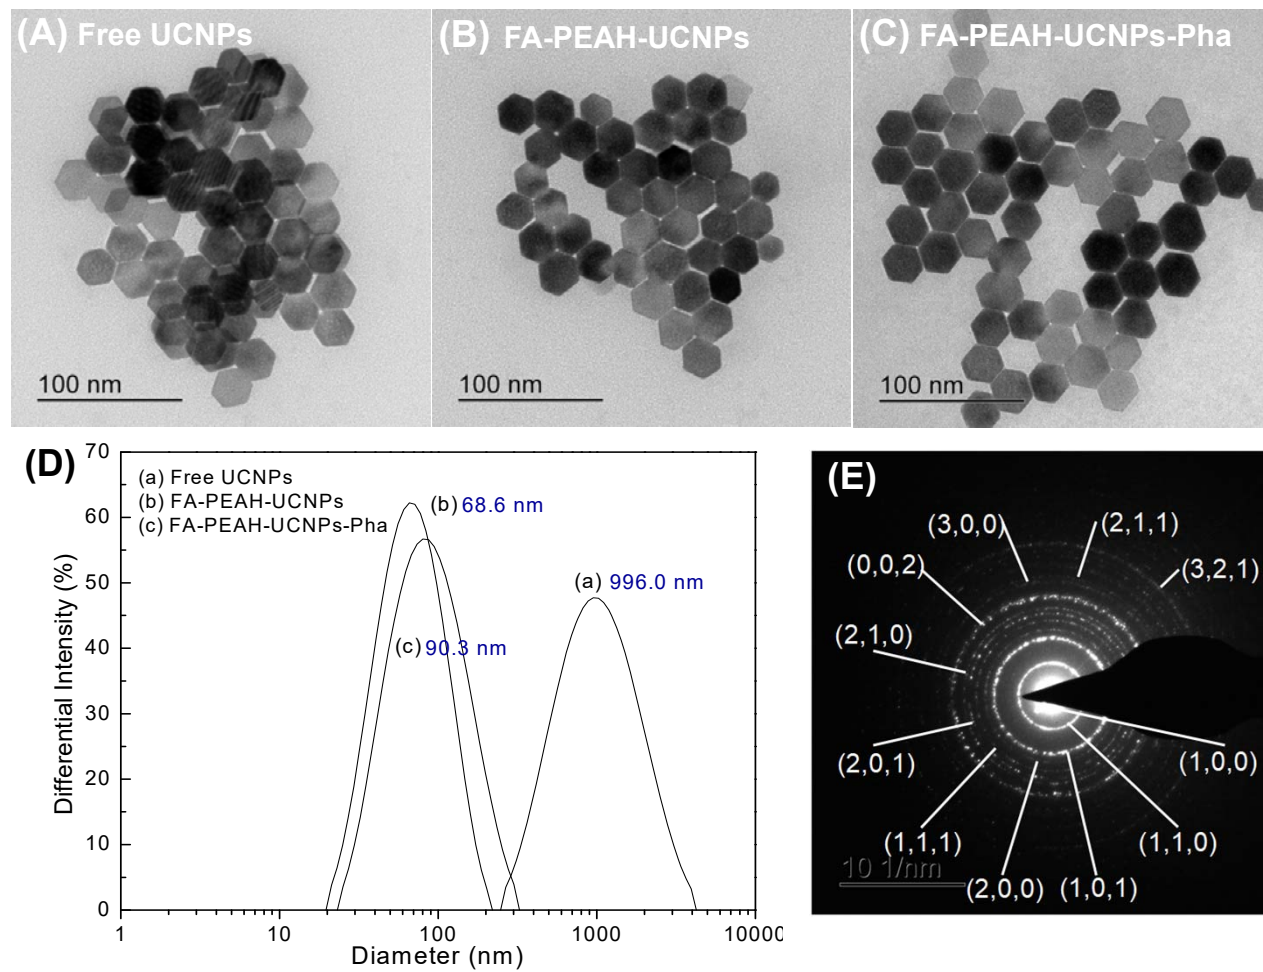 (A) Free UCNPs
(B) FA-PEAH-UCNPs
(C) FA-PEAH-UCNPs-Pha
100 nm
100 nm
100 nm
(D)
70
60
50
40
30
20
10
0
Differential Intensity (%)
(a) Free UCNPs
(b) FA-PEAH-UCNPs
(c) FA-PEAH-UCNPs-Pha
(b) 68.6 nm
(a) 996.0 nm
(c) 90.3 nm
1
10
100
1000
10000
Diameter (nm)
(E)
(3,0,0)
(2,1,1)
(0,0,2)
(3,2,1)
(2,1,0)
(2,0,1)
(1,0,0)
(1,1,1)
(1,1,0)
10 1/nm
(2,0,0)
(1,0,1)